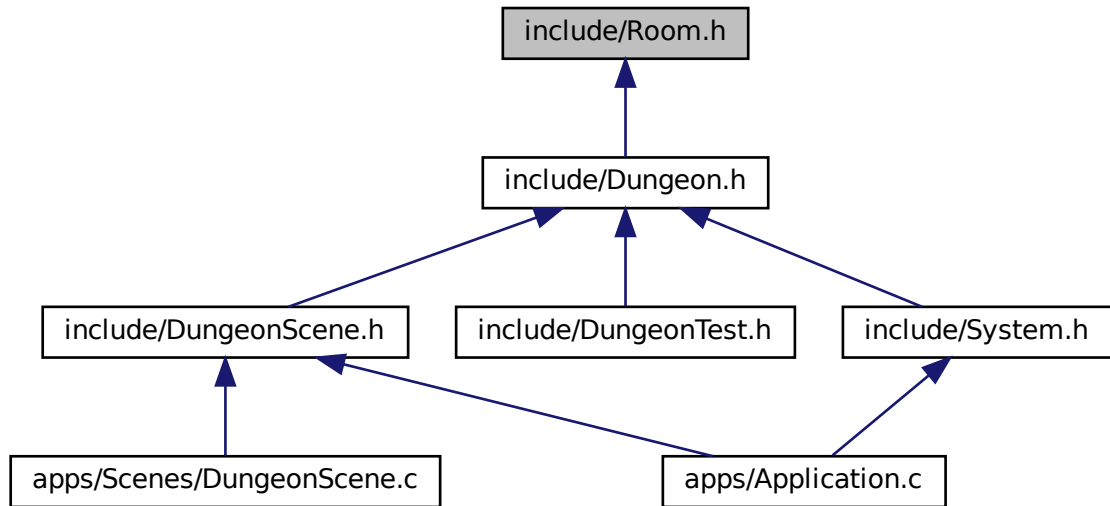 include/Room.h
include/Dungeon.h
include/DungeonScene.h
include/DungeonTest.h
include/System.h
apps/Scenes/DungeonScene.c
apps/Application.c